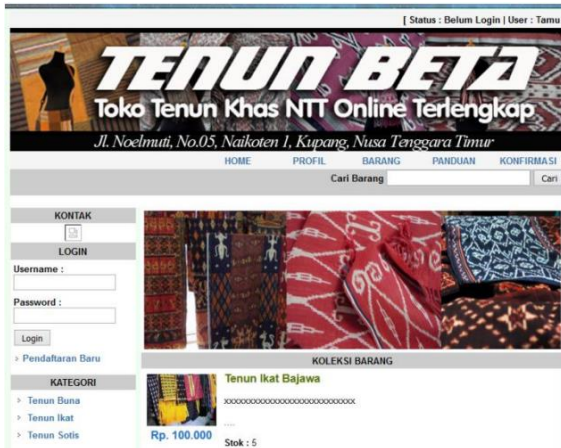 [ Status : Belum Login | User : Tamu
TENUN BETA
Toko Tenun Khas NTT Online Terlengkap
Jl. Noelmuti, No.05, Naikoten 1, Kupang, Nusa Tenggara Timur
HOME PROFIL BARANG PANDUAN KONFIRMASI
Cari Barang Cari
KONTAK
LOGIN
Username :
Password :
Login
› Pendaftaran Baru
KATEGORI
› Tenun Buna
› Tenun Ikat
› Tenun Sotis
KOLEKSI BARANG
Tenun Ikat Bajawa
xxxxxxxxxxxxxxxxxxxxxxxxxxx
....
Rp. 100.000
Stok : 5